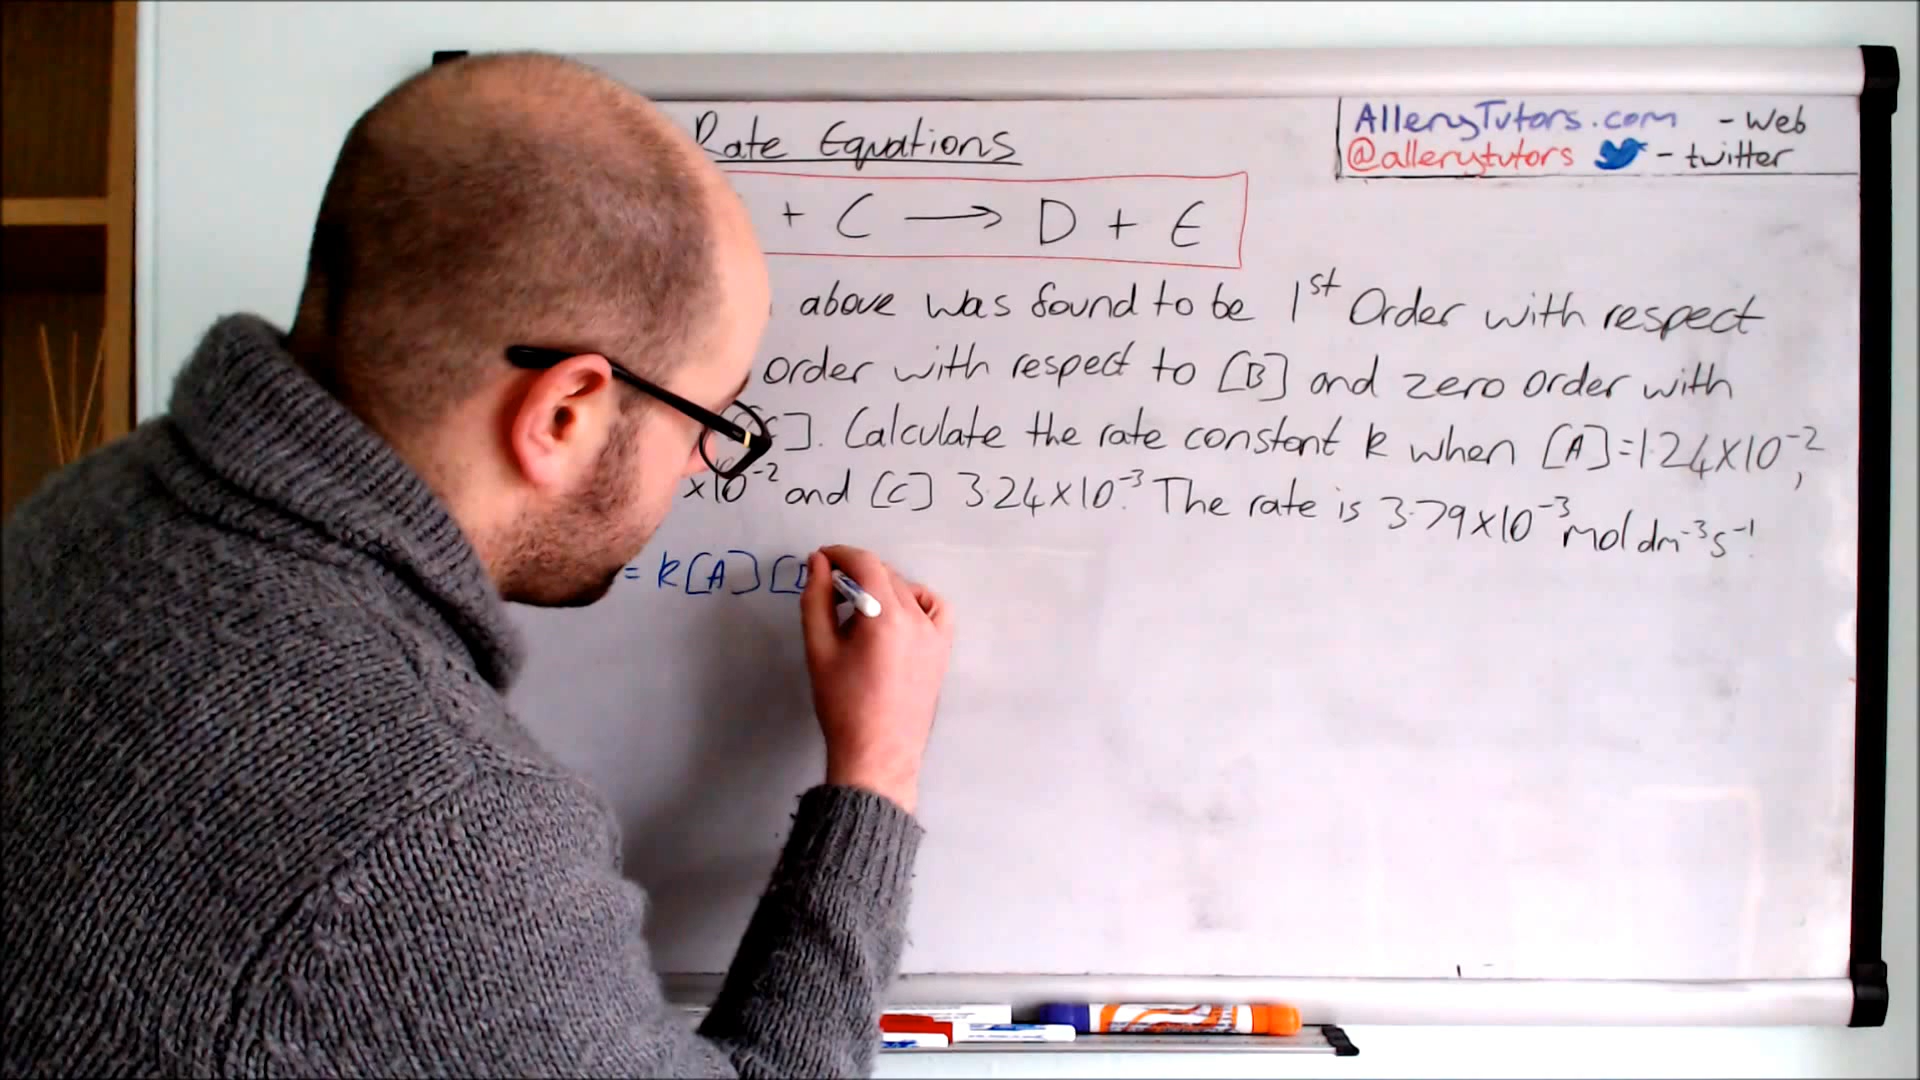 Rate Equations
AlleryTutors.com - Web
@allerytutors - twitter
+ C → D + E
above was found to be 1st Order with respect
order with respect to [B] and zero order with
]. Calculate the rate constant k when [A]=1.24x10-2,
x10-2 and [C] 3.24x10-3. The rate is 3.79x10-3 mol dm-3 s-1.
= k[A][